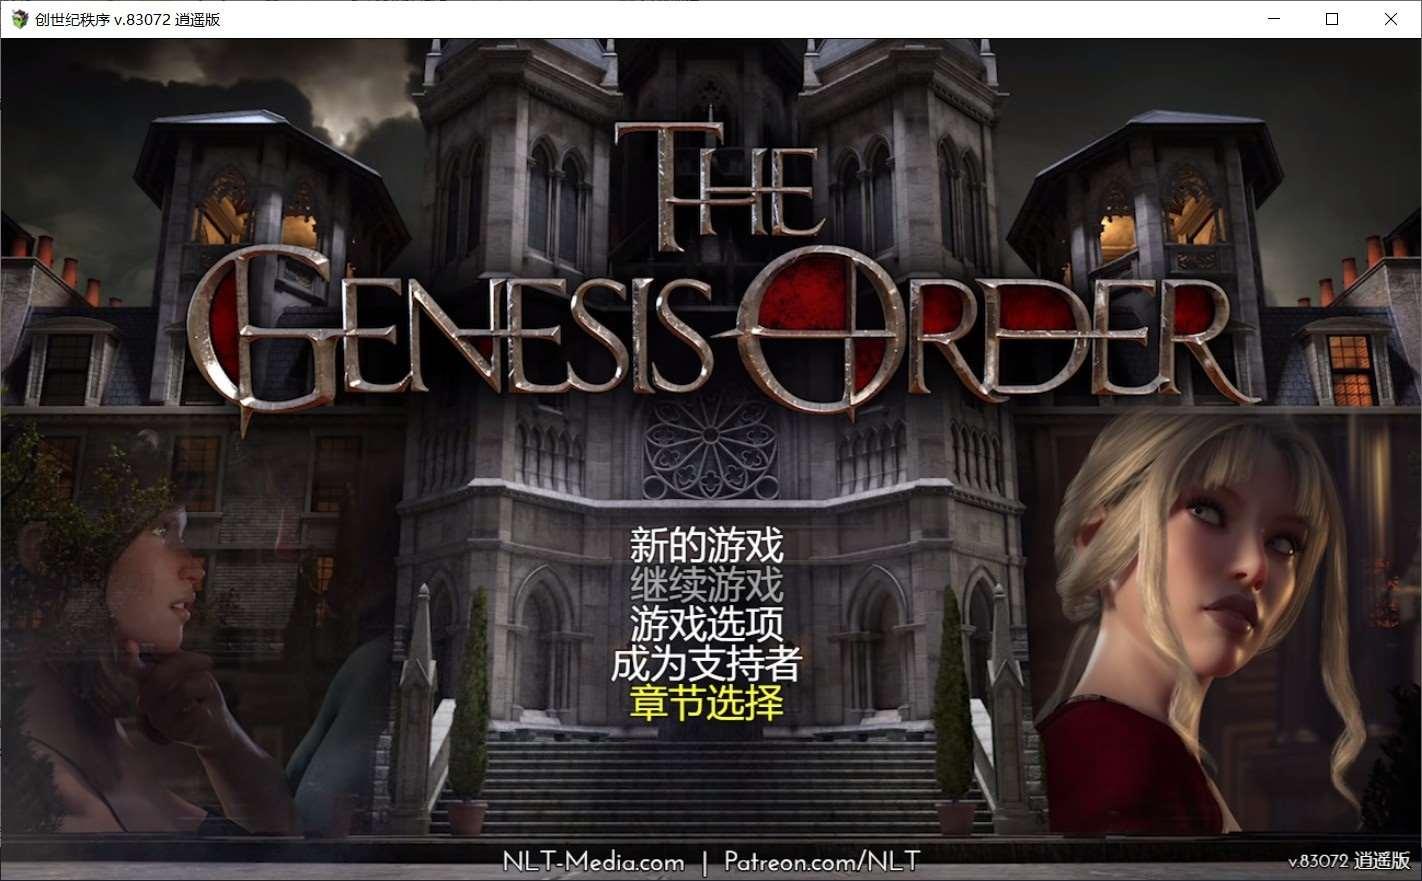 创世纪秩序 v.83072 逍遥版
THE
GENESIS ORDER
新的游戏
继续游戏
游戏选项
成为支持者
章节选择
NLT-Media.com | Patreon.com/NLT
v.83072 逍遥版